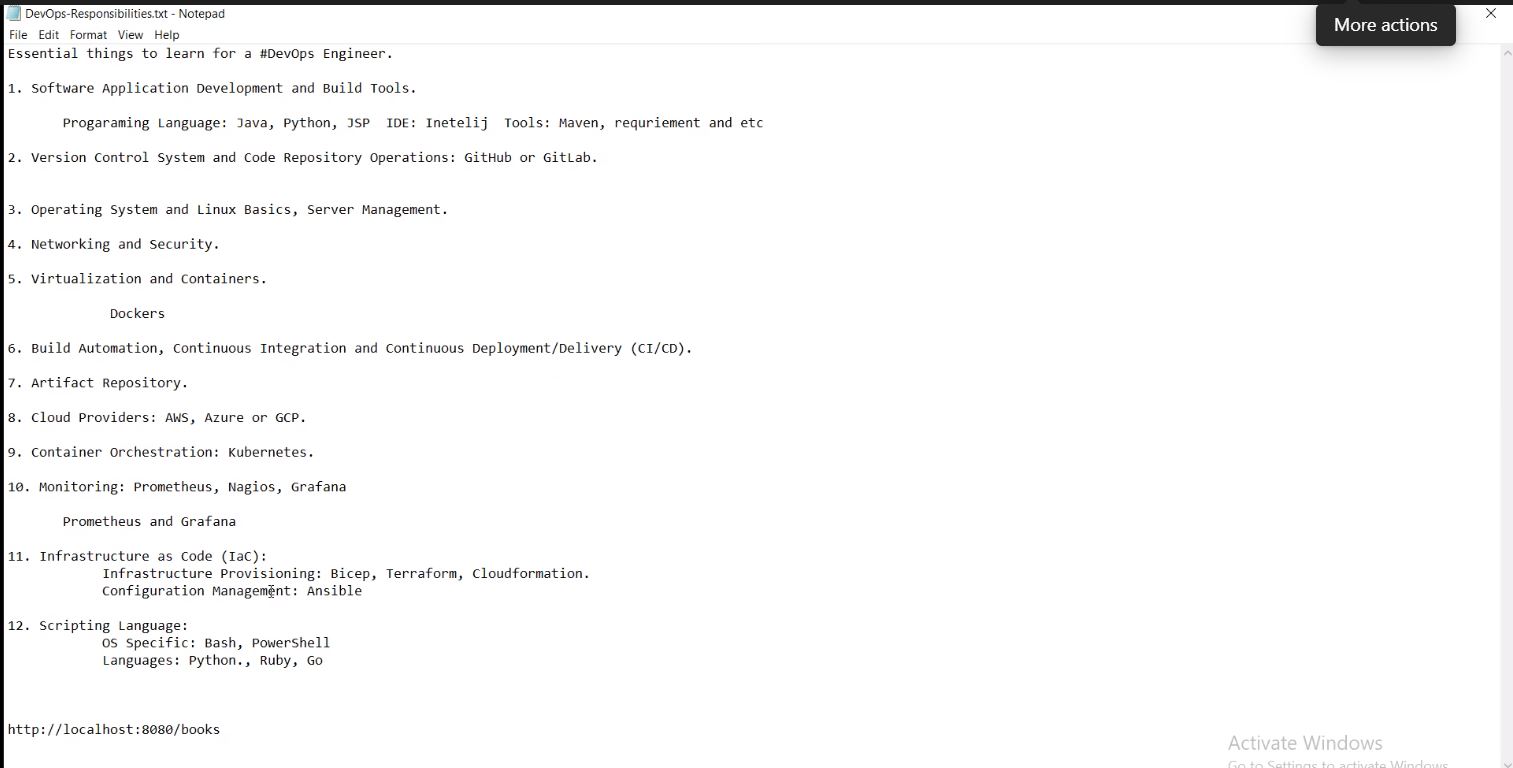 DevOps-Responsibilities.txt - Notepad
More actions
File Edit Format View Help
Essential things to learn for a #DevOps Engineer.
1. Software Application Development and Build Tools.
Progaraming Language: Java, Python, JSP IDE: Inetelij Tools: Maven, requriement and etc
2. Version Control System and Code Repository Operations: GitHub or GitLab.
3. Operating System and Linux Basics, Server Management.
4. Networking and Security.
5. Virtualization and Containers.
Dockers
6. Build Automation, Continuous Integration and Continuous Deployment/Delivery (CI/CD).
7. Artifact Repository.
8. Cloud Providers: AWS, Azure or GCP.
9. Container Orchestration: Kubernetes.
10. Monitoring: Prometheus, Nagios, Grafana
Prometheus and Grafana
11. Infrastructure as Code (IaC):
Infrastructure Provisioning: Bicep, Terraform, Cloudformation.
Configuration Management: Ansible
12. Scripting Language:
OS Specific: Bash, PowerShell
Languages: Python., Ruby, Go
http://localhost:8080/books
Activate Windows
Go to Settings to activate Windows.